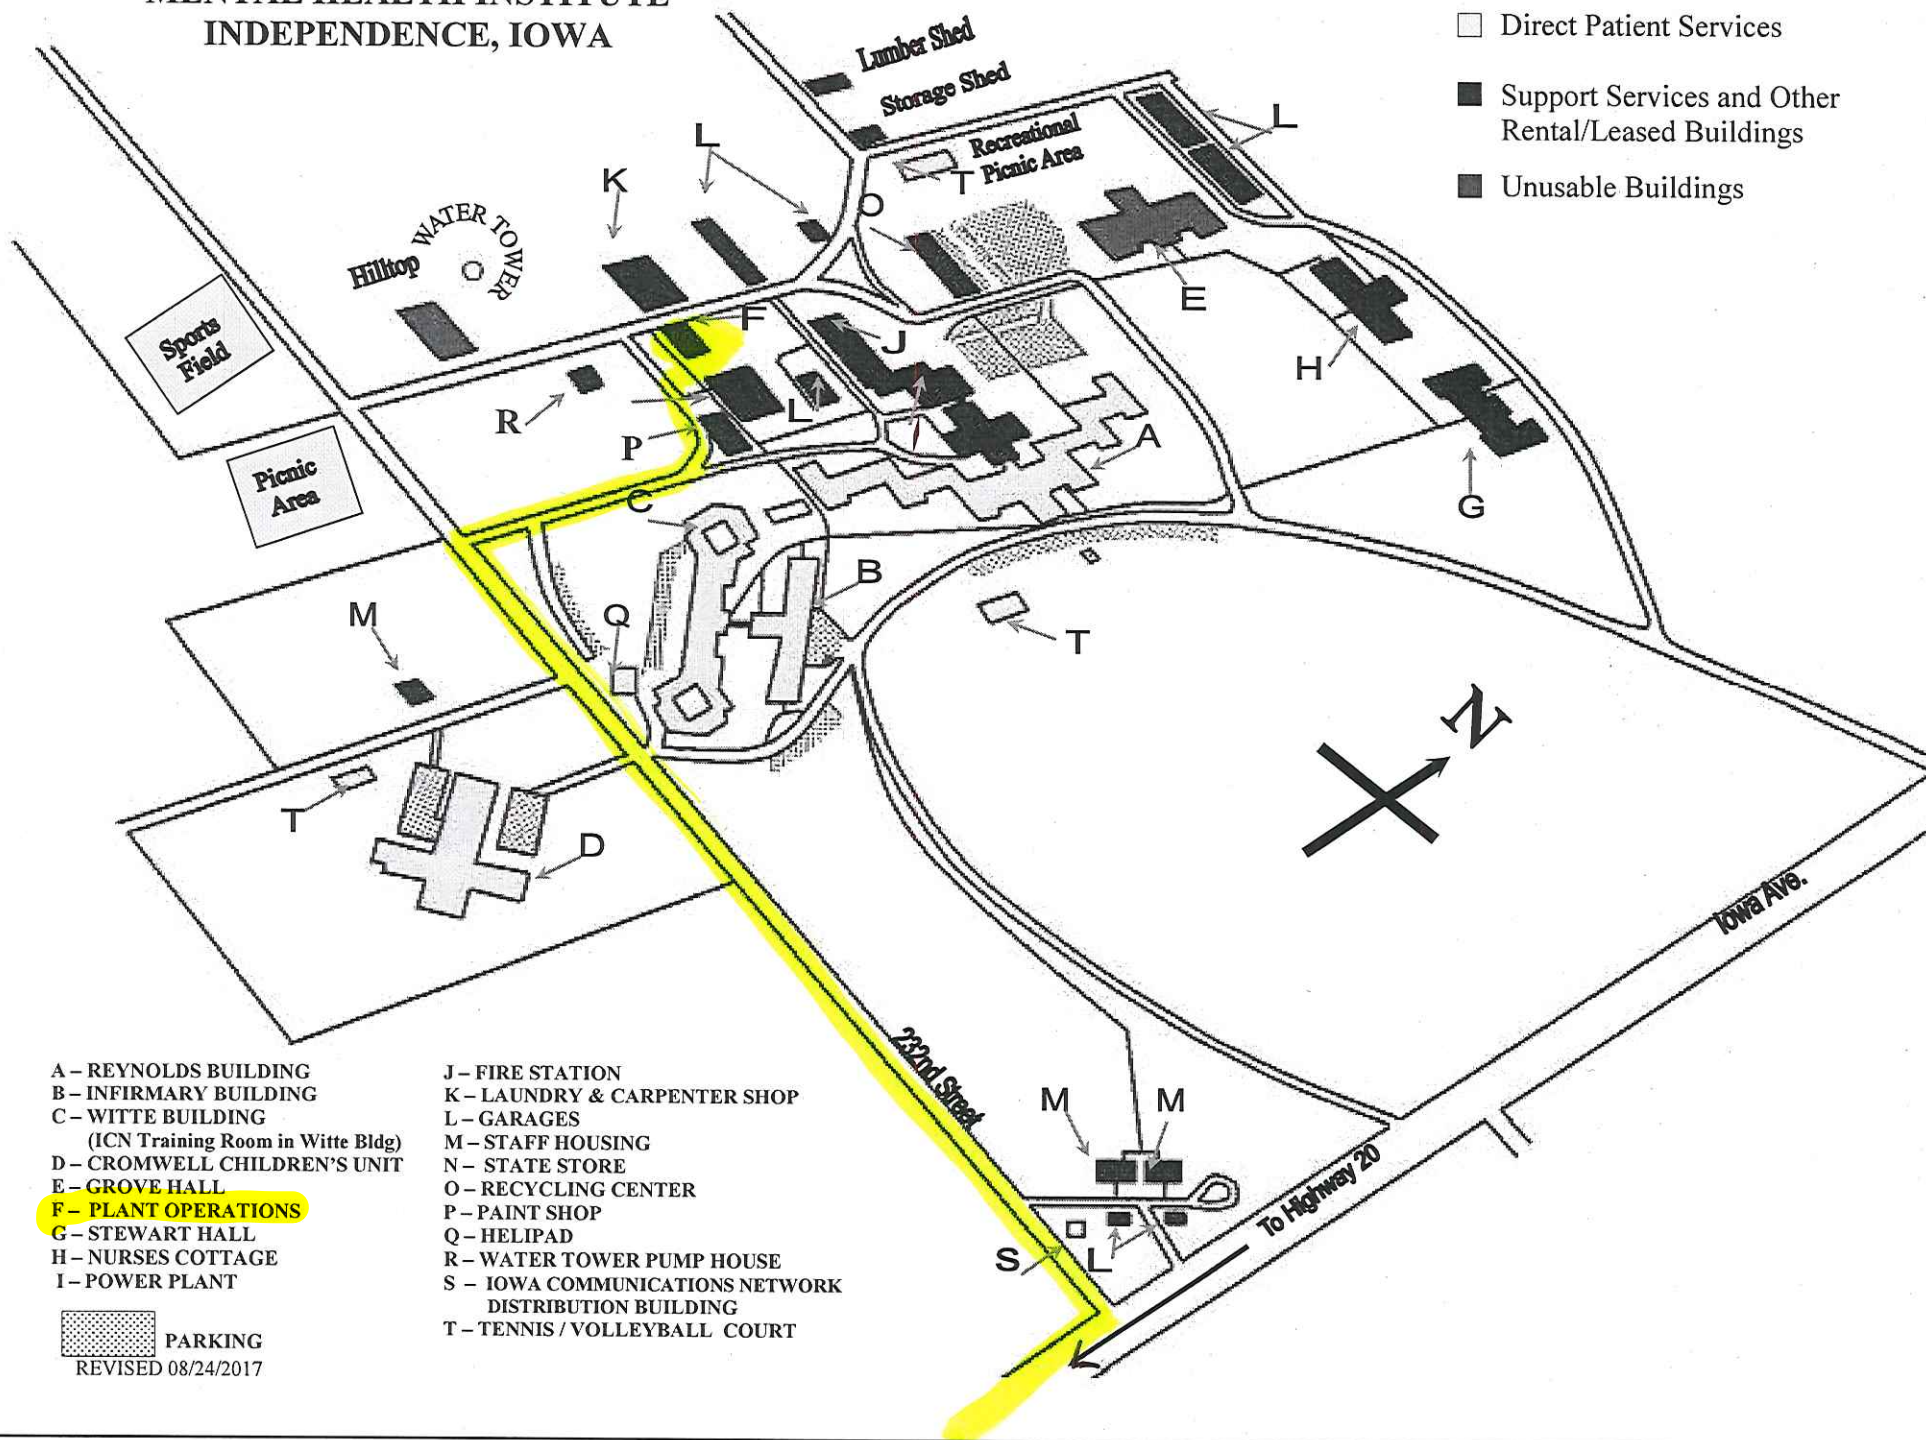 MENTAL HEALTH INSTITUTE
INDEPENDENCE, IOWA
Direct Patient Services
Support Services and Other
Rental/Leased Buildings
Unusable Buildings
Lumber Shed
Storage Shed
Recreational
Picnic Area
L
L
T
K
O
WATER TOWER
Hilltop
E
Sports
Field
F
J
H
L
R
P
A
Picnic
Area
C
G
B
M
Q
T
N
T
D
Iowa Ave.
232nd Street
M
M
To Highway 20
S
L
A – REYNOLDS BUILDING
B – INFIRMARY BUILDING
C – WITTE BUILDING
(ICN Training Room in Witte Bldg)
D – CROMWELL CHILDREN'S UNIT
E – GROVE HALL
F – PLANT OPERATIONS
G – STEWART HALL
H – NURSES COTTAGE
I – POWER PLANT
J – FIRE STATION
K – LAUNDRY & CARPENTER SHOP
L – GARAGES
M – STAFF HOUSING
N – STATE STORE
O – RECYCLING CENTER
P – PAINT SHOP
Q – HELIPAD
R – WATER TOWER PUMP HOUSE
S – IOWA COMMUNICATIONS NETWORK
DISTRIBUTION BUILDING
T – TENNIS / VOLLEYBALL COURT
PARKING
REVISED 08/24/2017